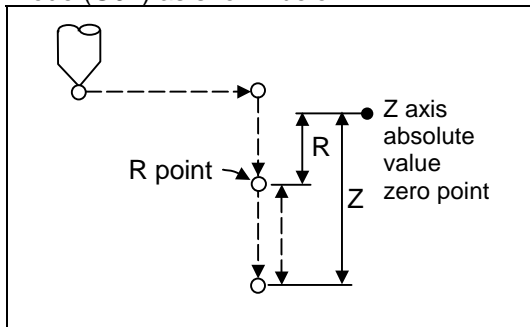 R point
R
Z
Z axis
absolute
value
zero point